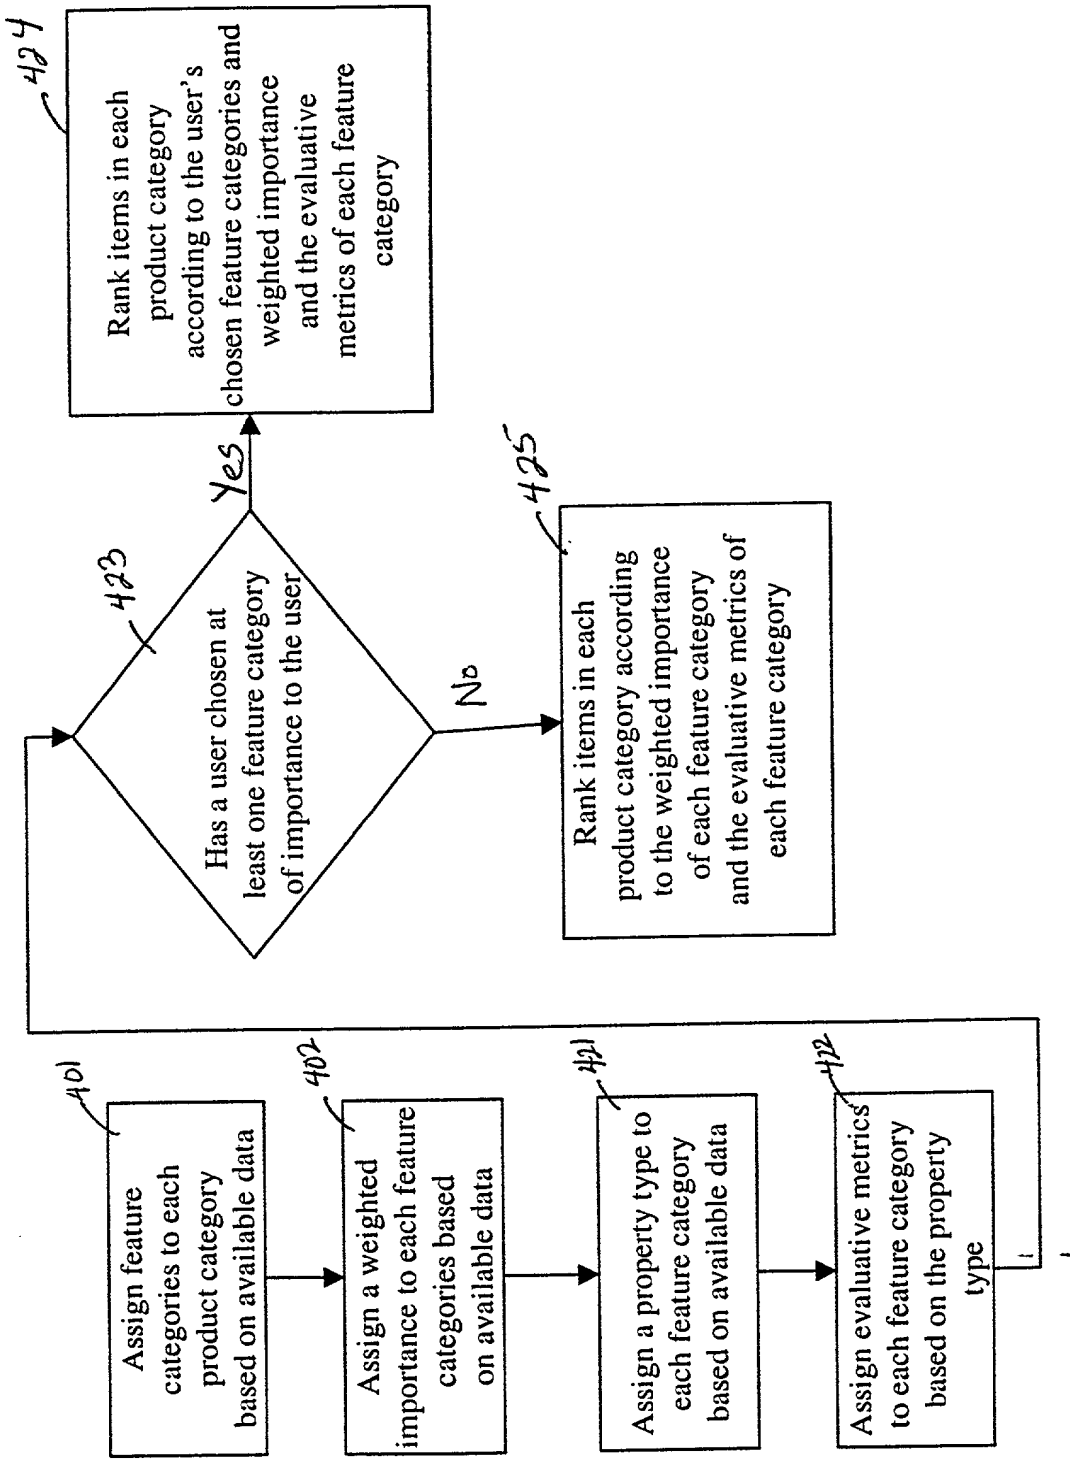 401
Assign feature
categories to each
product category
based on available data
402
Assign a weighted
importance to each feature
categories based
on available data
421
Assign a property type to
each feature category
based on available data
422
Assign evaluative metrics
to each feature category
based on the property
type
423
Has a user chosen at
least one feature category
of importance to the user
Yes
No
424
Rank items in each
product category
according to the user's
chosen feature categories and
weighted importance
and the evaluative
metrics of each feature
category
425
Rank items in each
product category according
to the weighted importance
of each feature category
and the evaluative metrics of
each feature category